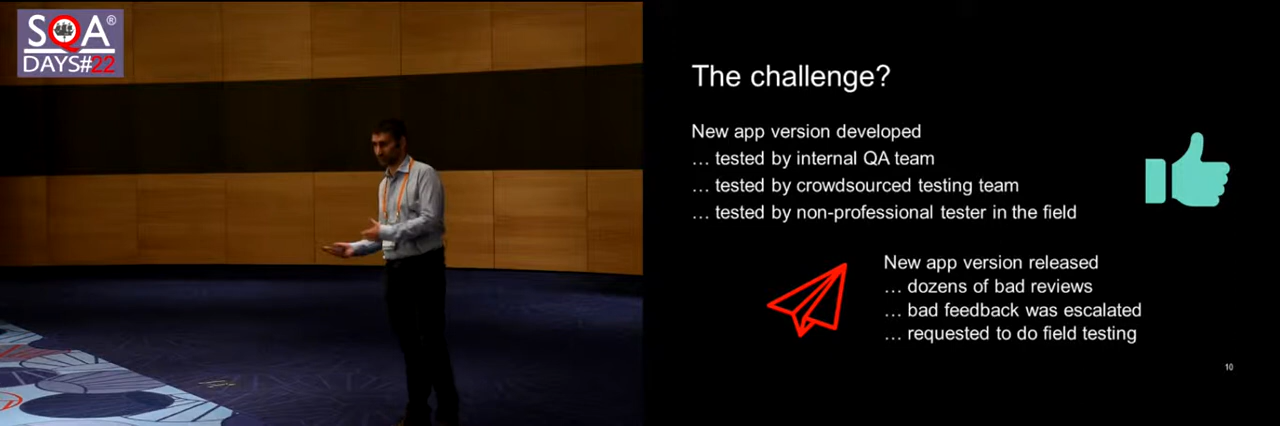 SQA®
DAYS#22
The challenge?
New app version developed
… tested by internal QA team
… tested by crowdsourced testing team
… tested by non-professional tester in the field
New app version released
… dozens of bad reviews
… bad feedback was escalated
… requested to do field testing
10